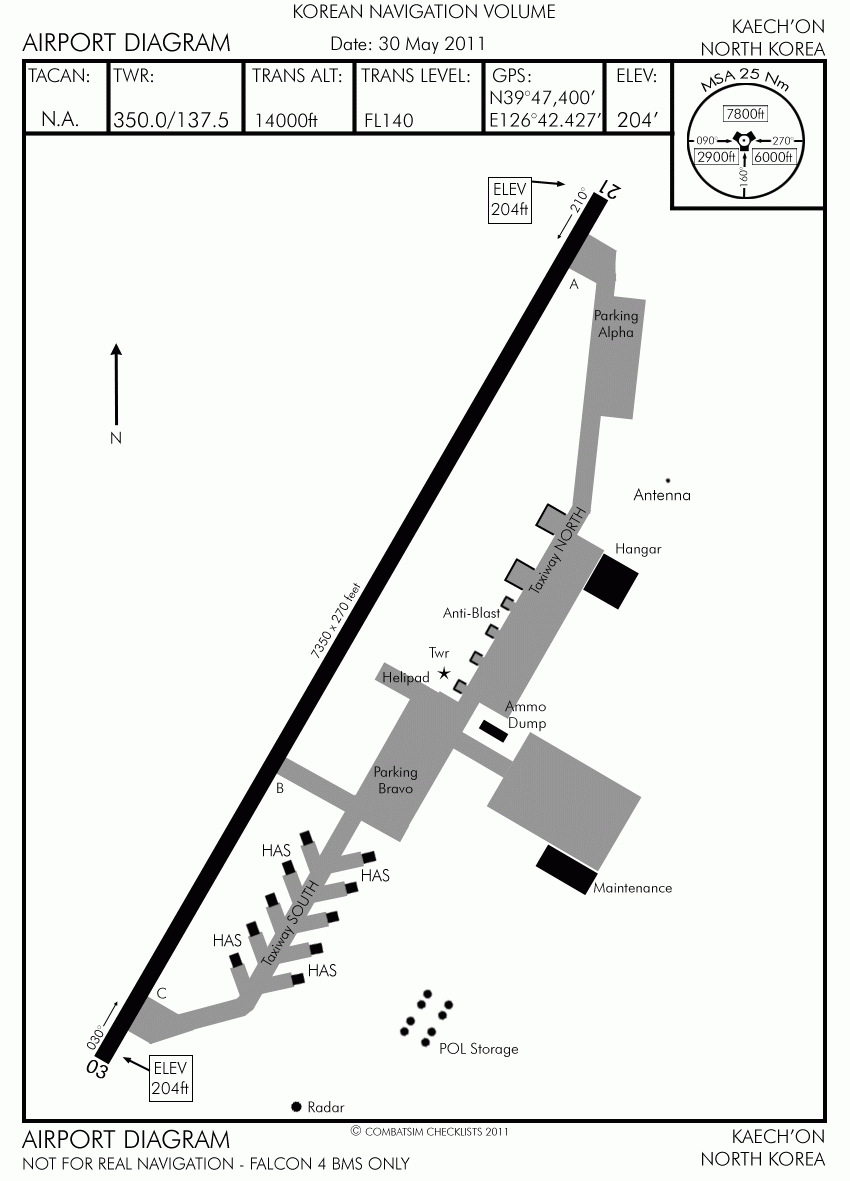 KOREAN NAVIGATION VOLUME
AIRPORT DIAGRAM
Date: 30 May 2011
KAECH'ON
NORTH KOREA
TACAN:
N.A.
TWR:
350.0/137.5
TRANS ALT:
14000ft
TRANS LEVEL:
FL140
GPS:
N39°47,400'
E126°42.427'
ELEV:
204'
MSA 25 Nm
7800ft
090°
270°
2900ft
6000ft
160°
ELEV
204ft
21
210°
A
Parking
Alpha
N
Antenna
Taxiway NORTH
Hangar
7350 x 270 feet
Anti-Blast
Twr
Helipad
Ammo
Dump
Parking
Bravo
B
HAS
HAS
Maintenance
Taxiway SOUTH
HAS
HAS
C
030°
03
ELEV
204ft
POL Storage
Radar
© COMBATSIM CHECKLISTS 2011
AIRPORT DIAGRAM
NOT FOR REAL NAVIGATION - FALCON 4 BMS ONLY
KAECH'ON
NORTH KOREA